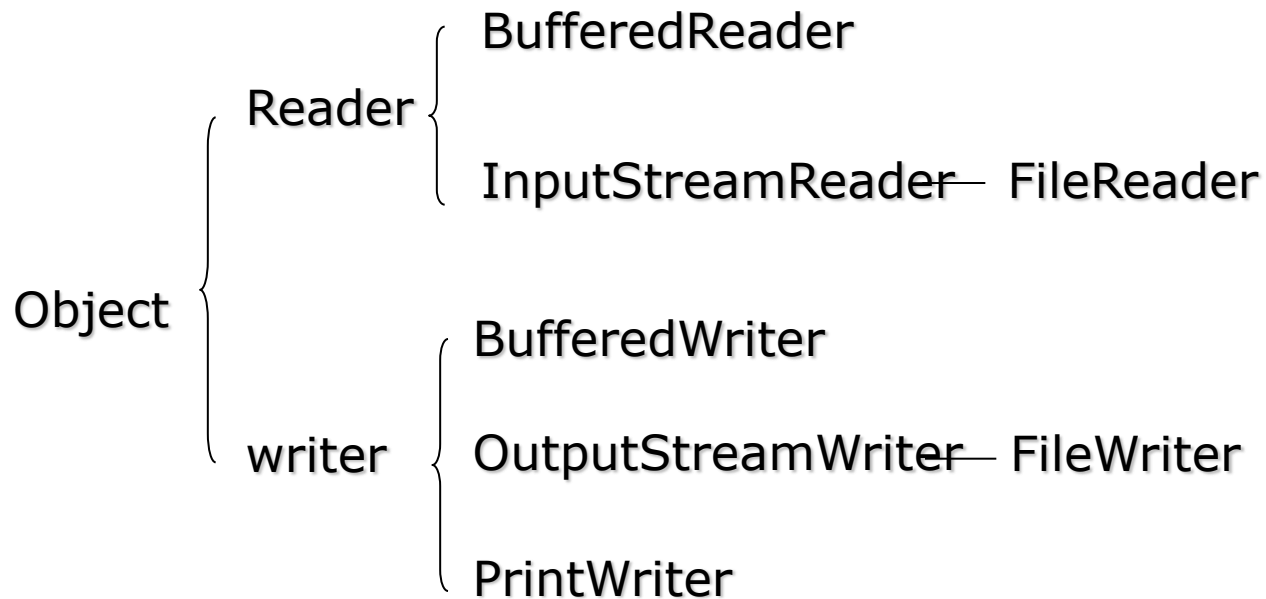 BufferedReader
Reader
InputStreamReader FileReader
Object
BufferedWriter
writer
OutputStreamWriter FileWriter
PrintWriter